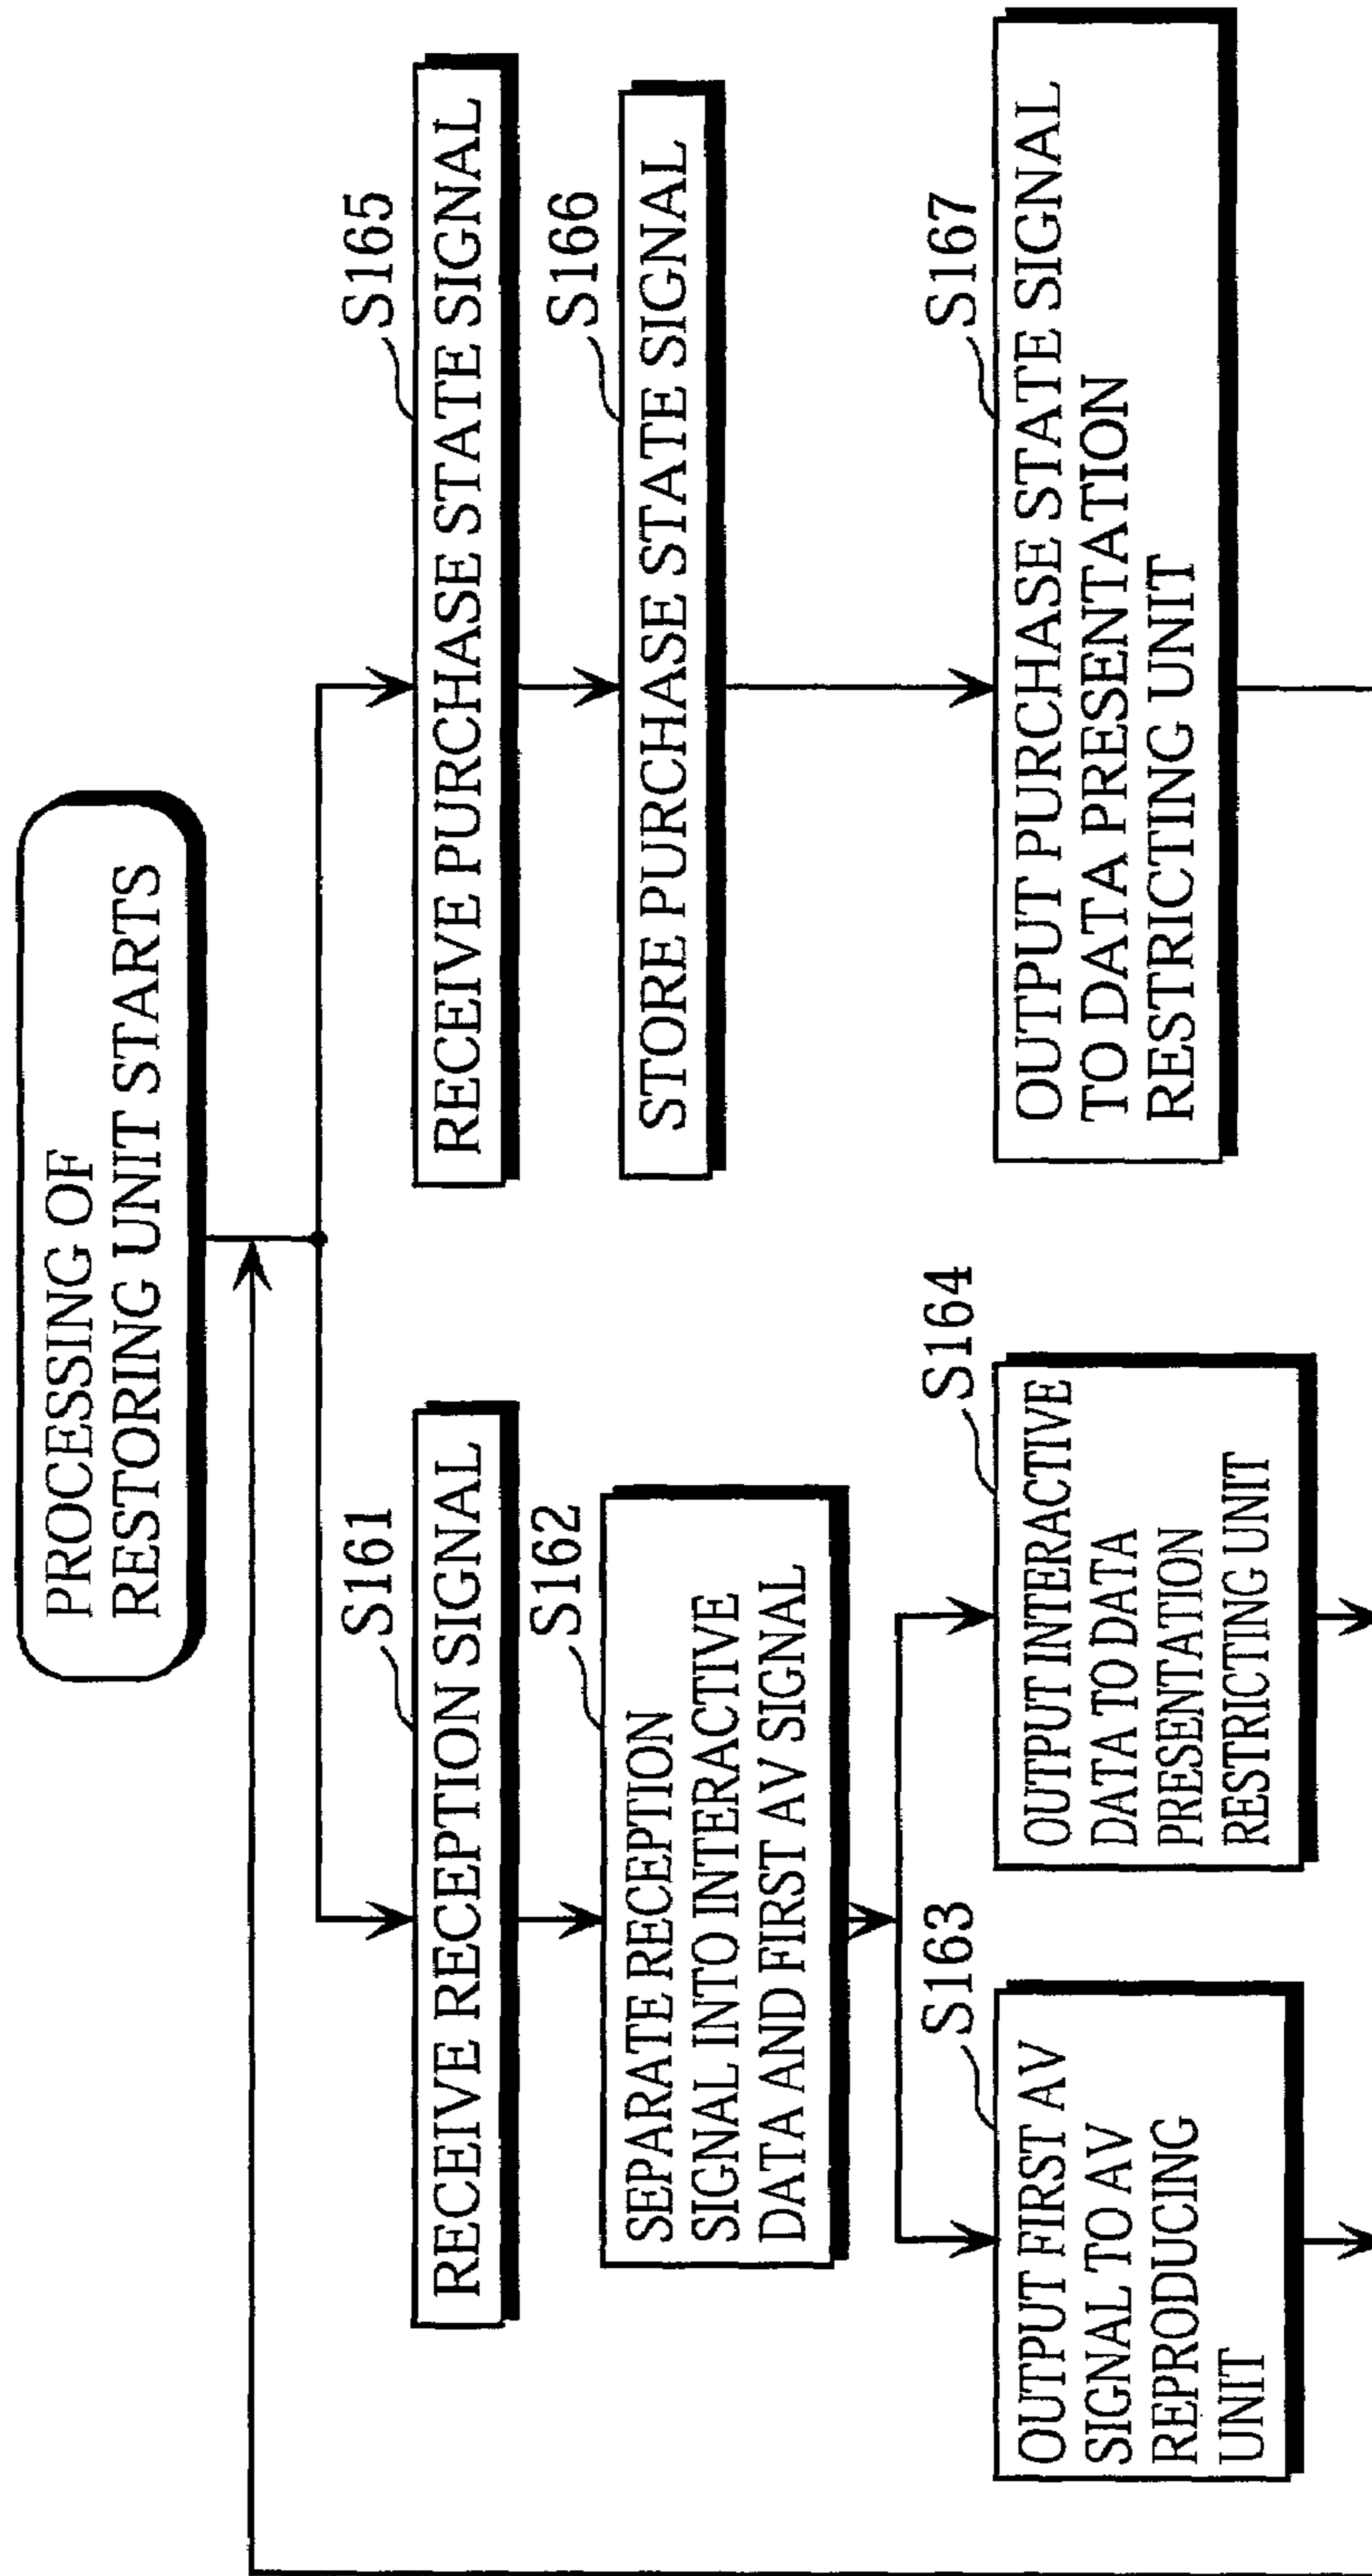 PROCESSING OF
RESTORING UNIT STARTS
S161
RECEIVE RECEPTION SIGNAL
S162
SEPARATE RECEPTION
SIGNAL INTO INTERACTIVE
DATA AND FIRST AV SIGNAL
S163
OUTPUT FIRST AV
SIGNAL TO AV
REPRODUCING
UNIT
S164
OUTPUT INTERACTIVE
DATA TO DATA
PRESENTATION
RESTRICTING UNIT
S165
RECEIVE PURCHASE STATE SIGNAL
S166
STORE PURCHASE STATE SIGNAL
S167
OUTPUT PURCHASE STATE SIGNAL
TO DATA PRESENTATION
RESTRICTING UNIT